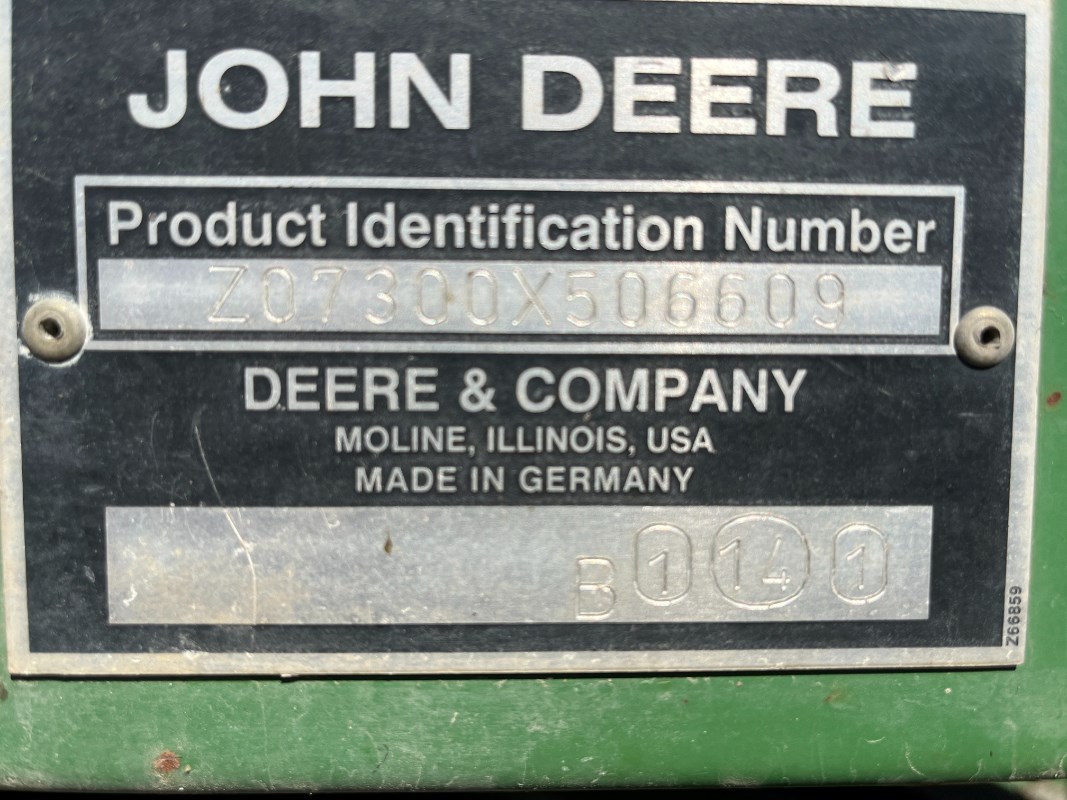 JOHN DEERE
Product Identification Number
Z07300X506609
DEERE & COMPANY
MOLINE, ILLINOIS, USA
MADE IN GERMANY
B 1 14 1
Z66859